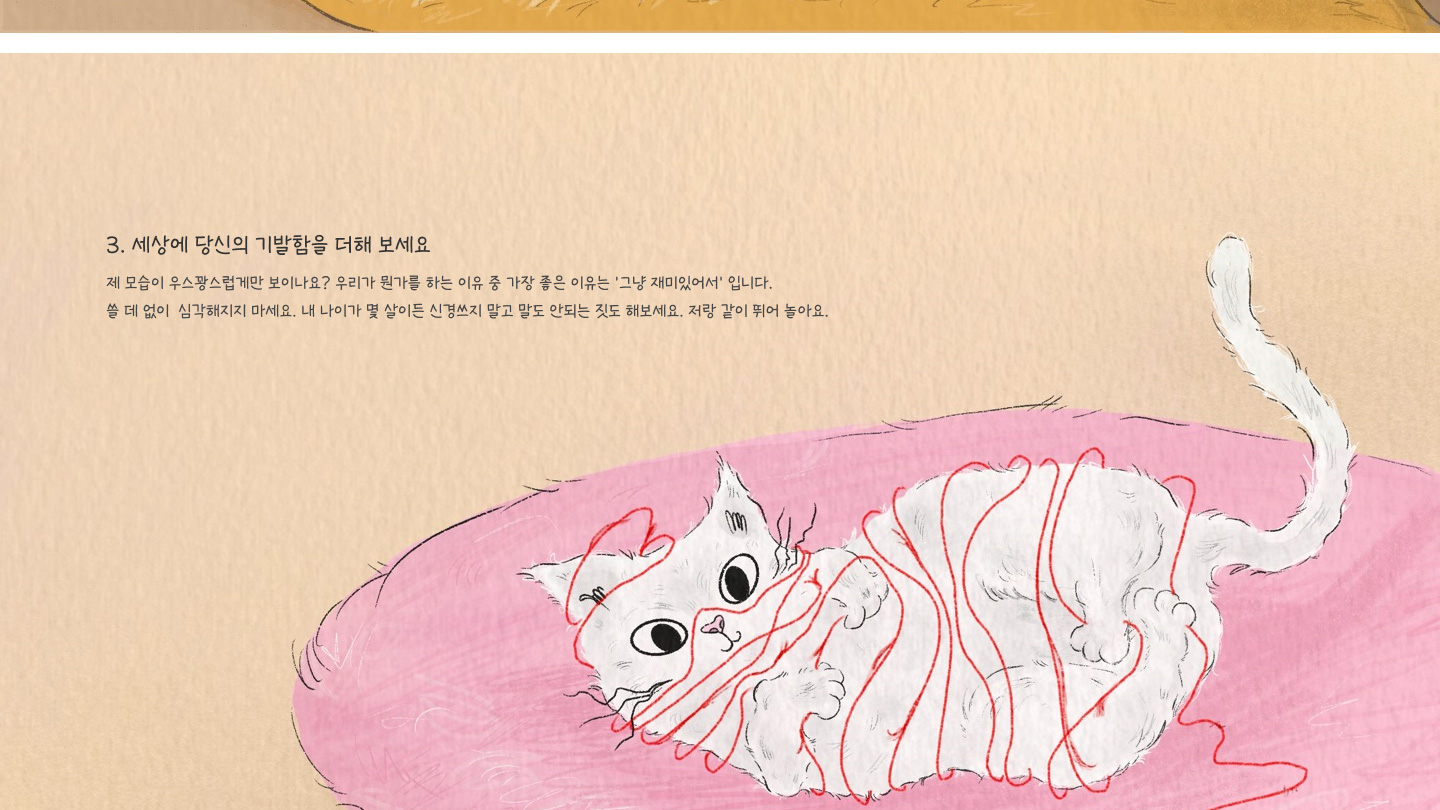 3. 세상에 당신의 기발함을 더해 보세요
제 모습이 우스꽝스럽게만 보이나요? 우리가 뭔가를 하는 이유 중 가장 좋은 이유는 '그냥 재미있어서' 입니다.
쓸 데 없이 심각해지지 마세요. 내 나이가 몇 살이든 신경쓰지 말고 말도 안되는 짓도 해보세요. 저랑 같이 뛰어 놀아요.